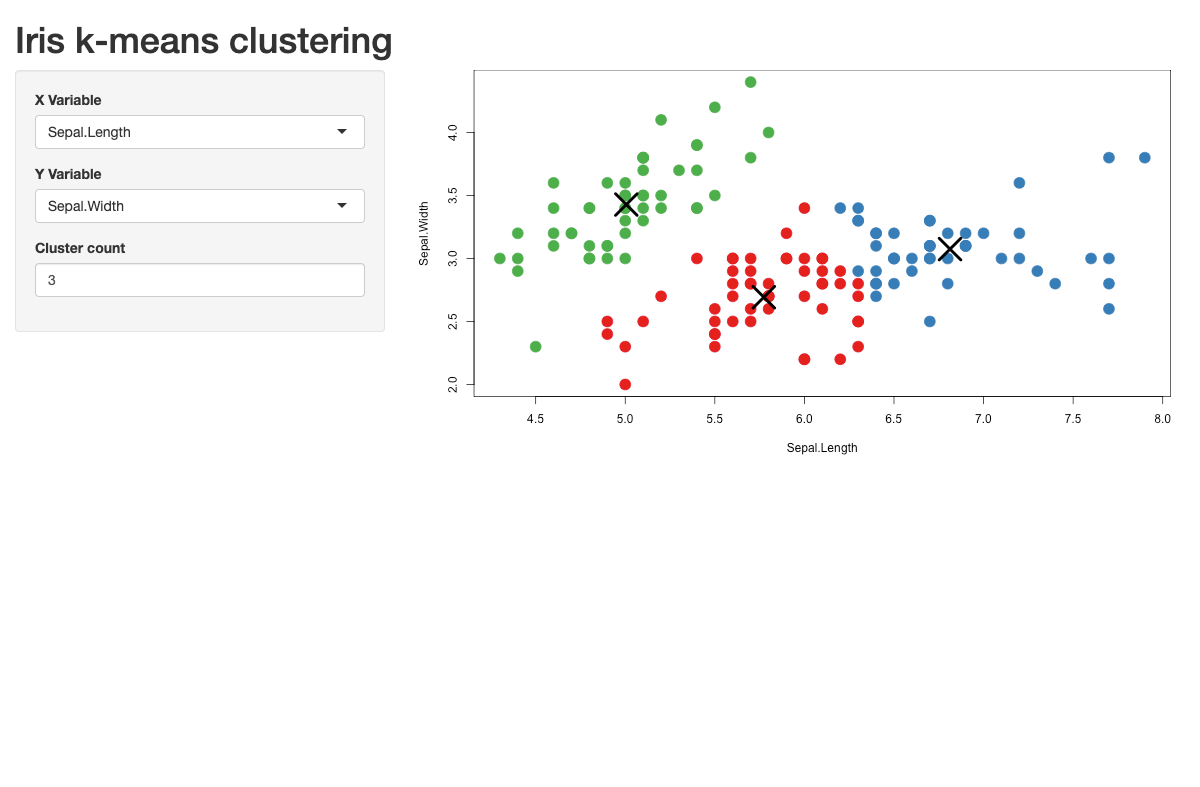 Iris k-means clustering
X Variable
Sepal.Length
Y Variable
Sepal.Width
Cluster count
3
Sepal.Width
4.0
3.5
3.0
2.5
2.0
4.5 5.0 5.5 6.0 6.5 7.0 7.5 8.0
Sepal.Length